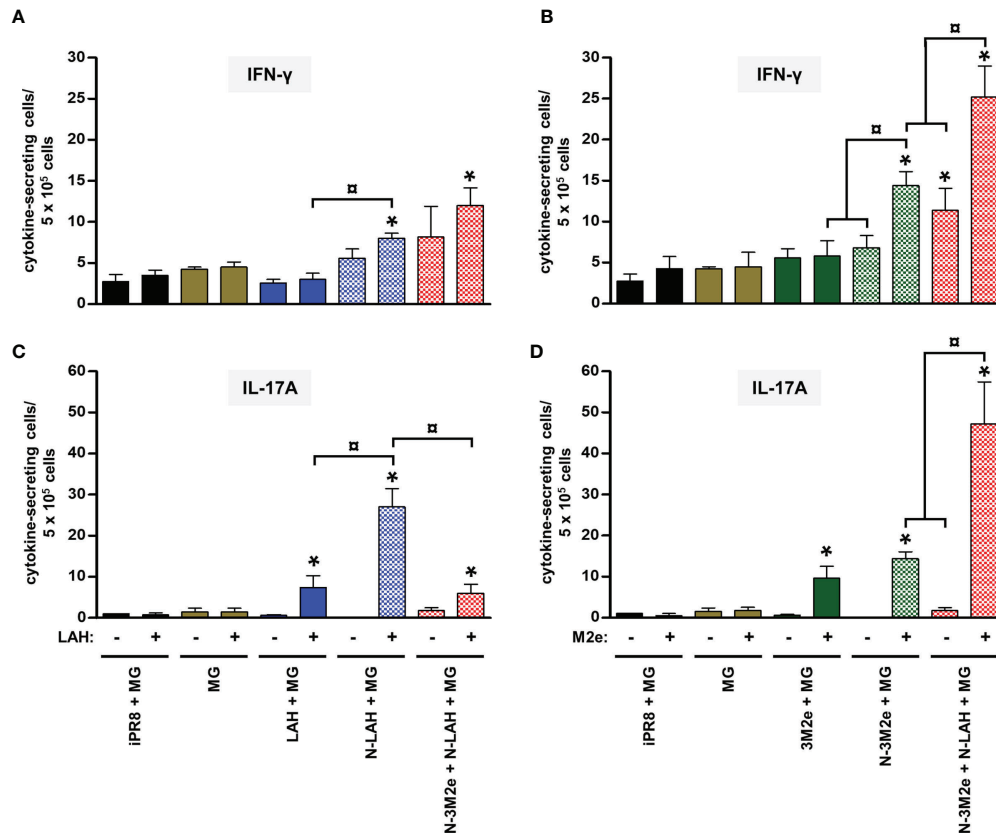 A
B
IFN-γ
IFN-γ
cytokine-secreting cells/
5 x 10⁵ cells
30
25
20
15
10
5
0
¤
*
*
cytokine-secreting cells/
5 x 10⁵ cells
30
25
20
15
10
5
0
¤
¤
*
*
*
C
D
IL-17A
IL-17A
cytokine-secreting cells/
5 x 10⁵ cells
60
50
40
30
20
10
0
¤
¤
*
*
*
cytokine-secreting cells/
5 x 10⁵ cells
60
50
40
30
20
10
0
¤
*
*
*
LAH: - + - + - + - + - +
iPR8 + MG
MG
LAH + MG
N-LAH + MG
N-3M2e + N-LAH + MG
M2e: - + - + - + - + - +
iPR8 + MG
MG
3M2e + MG
N-3M2e + MG
N-3M2e + N-LAH + MG